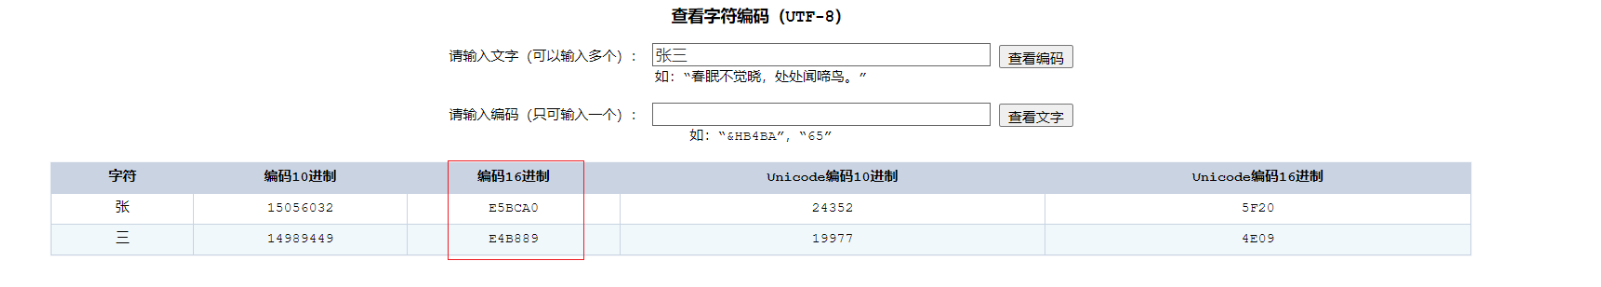 查看字符编码（UTF-8）
请输入文字（可以输入多个）： 张三 查看编码
如：“春眠不觉晓，处处闻啼鸟。”
请输入编码（只可输入一个）： 查看文字
如：“&HB4BA”，“65”
字符 编码10进制 编码16进制 Unicode编码10进制 Unicode编码16进制
张 15056032 E5BCA0 24352 5F20
三 14989449 E4B889 19977 4E09